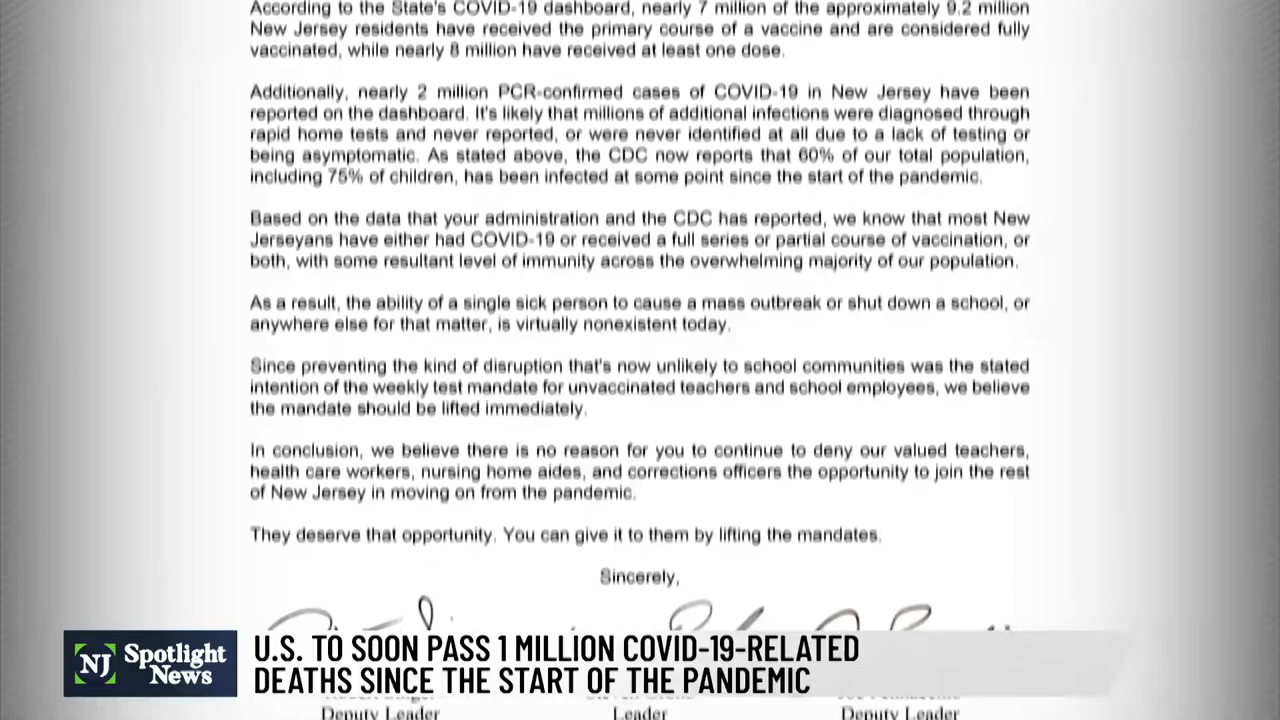 According to the State's COVID-19 dashboard, nearly 7 million of the approximately 9.2 million
New Jersey residents have received the primary course of a vaccine and are considered fully
vaccinated, while nearly 8 million have received at least one dose.
Additionally, nearly 2 million PCR-confirmed cases of COVID-19 in New Jersey have been
reported on the dashboard. It's likely that millions of additional infections were diagnosed through
rapid home tests and never reported, or were never identified at all due to a lack of testing or
being asymptomatic. As stated above, the CDC now reports that 60% of our total population,
including 75% of children, has been infected at some point since the start of the pandemic.
Based on the data that your administration and the CDC has reported, we know that most New
Jerseyans have either had COVID-19 or received a full series or partial course of vaccination, or
both, with some resultant level of immunity across the overwhelming majority of our population.
As a result, the ability of a single sick person to cause a mass outbreak or shut down a school, or
anywhere else for that matter, is virtually nonexistent today.
Since preventing the kind of disruption that's now unlikely to school communities was the stated
intention of the weekly test mandate for unvaccinated teachers and school employees, we believe
the mandate should be lifted immediately.
In conclusion, we believe there is no reason for you to continue to deny our valued teachers,
health care workers, nursing home aides, and corrections officers the opportunity to join the rest
of New Jersey in moving on from the pandemic.
They deserve that opportunity. You can give it to them by lifting the mandates.
Sincerely,
NJ Spotlight News
U.S. TO SOON PASS 1 MILLION COVID-19-RELATED
DEATHS SINCE THE START OF THE PANDEMIC
Deputy Leader Leader Deputy Leader